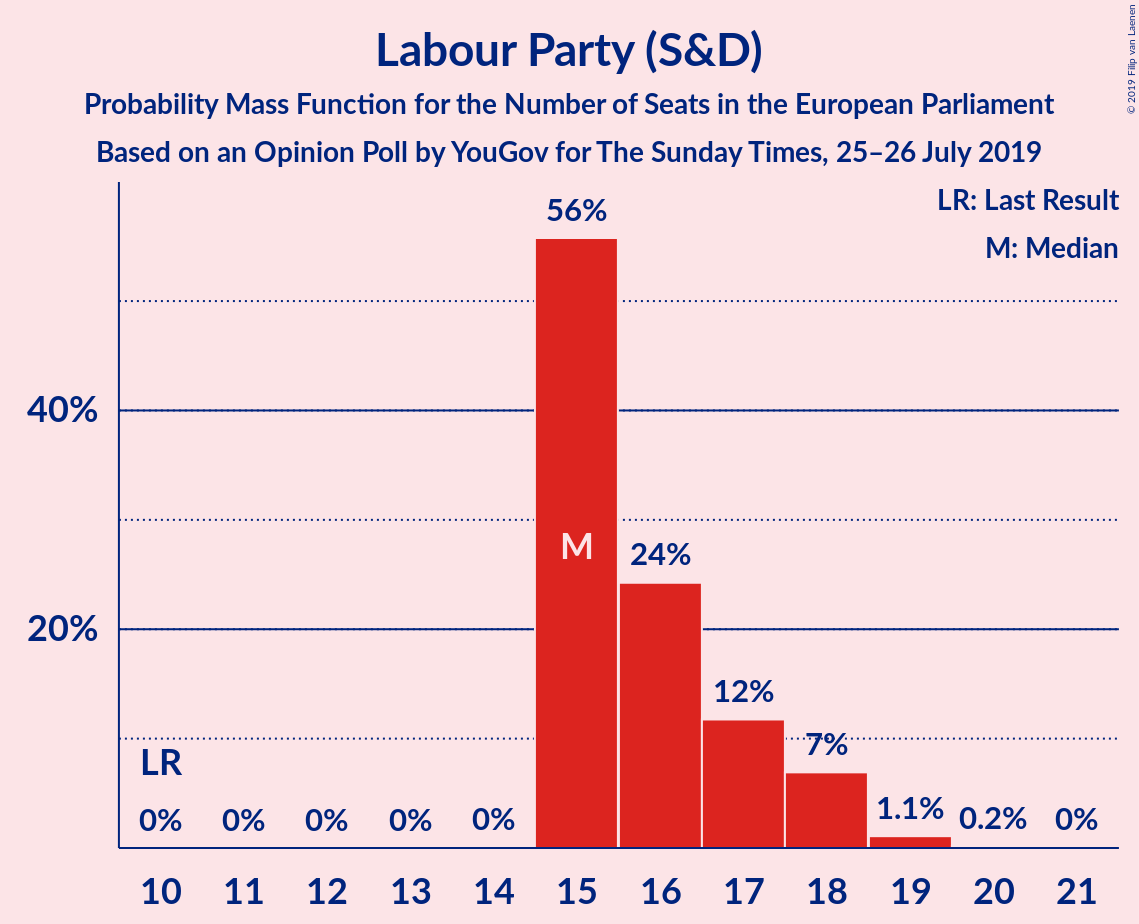 © 2019 Filip van Laenen
Labour Party (S&D)
Probability Mass Function for the Number of Seats in the European Parliament
Based on an Opinion Poll by YouGov for The Sunday Times, 25–26 July 2019
LR: Last Result
M: Median
56%
40%
M
24%
20%
12%
7%
LR
0% 0% 0% 0% 0% 1.1% 0.2% 0%
10 11 12 13 14 15 16 17 18 19 20 21